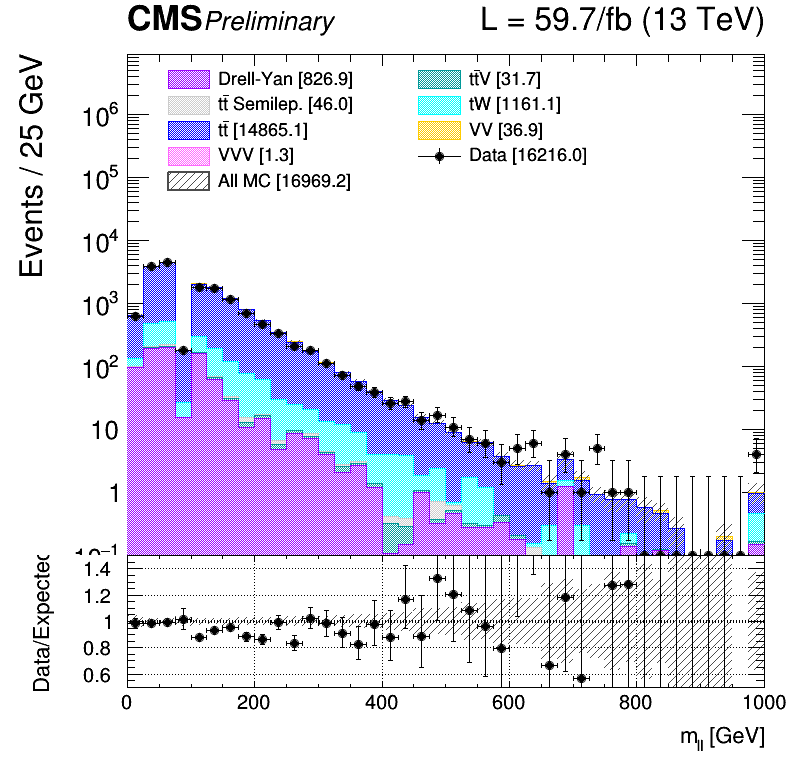 CMS Preliminary L = 59.7/fb (13 TeV)
Events / 25 GeV
Drell-Yan [826.9]
tt̄ Semilep. [46.0]
tt̄ [14865.1]
VVV [1.3]
All MC [16969.2]
tt̄V [31.7]
tW [1161.1]
VV [36.9]
Data [16216.0]
10⁶
10⁵
10⁴
10³
10²
10
1
10⁻¹
Data/Expected
1.4
1.2
1
0.8
0.6
0 200 400 600 800 1000
m_ll [GeV]